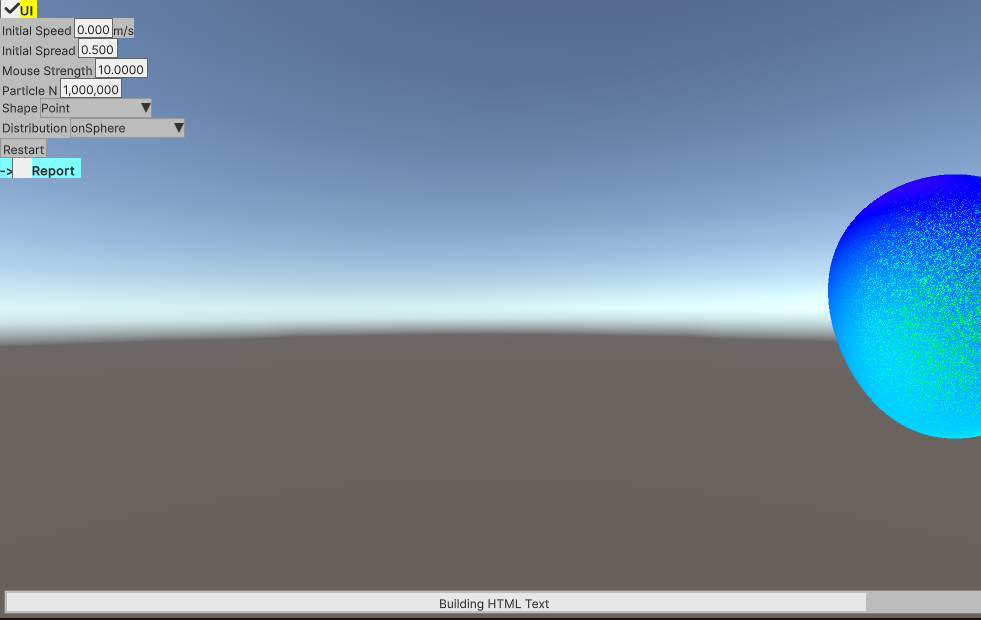 UI
Initial Speed 0.000 m/s
Initial Spread 0.500
Mouse Strength 10.0000
Particle N 1,000,000
Shape Point
Distribution onSphere
Restart
-> Report
Building HTML Text